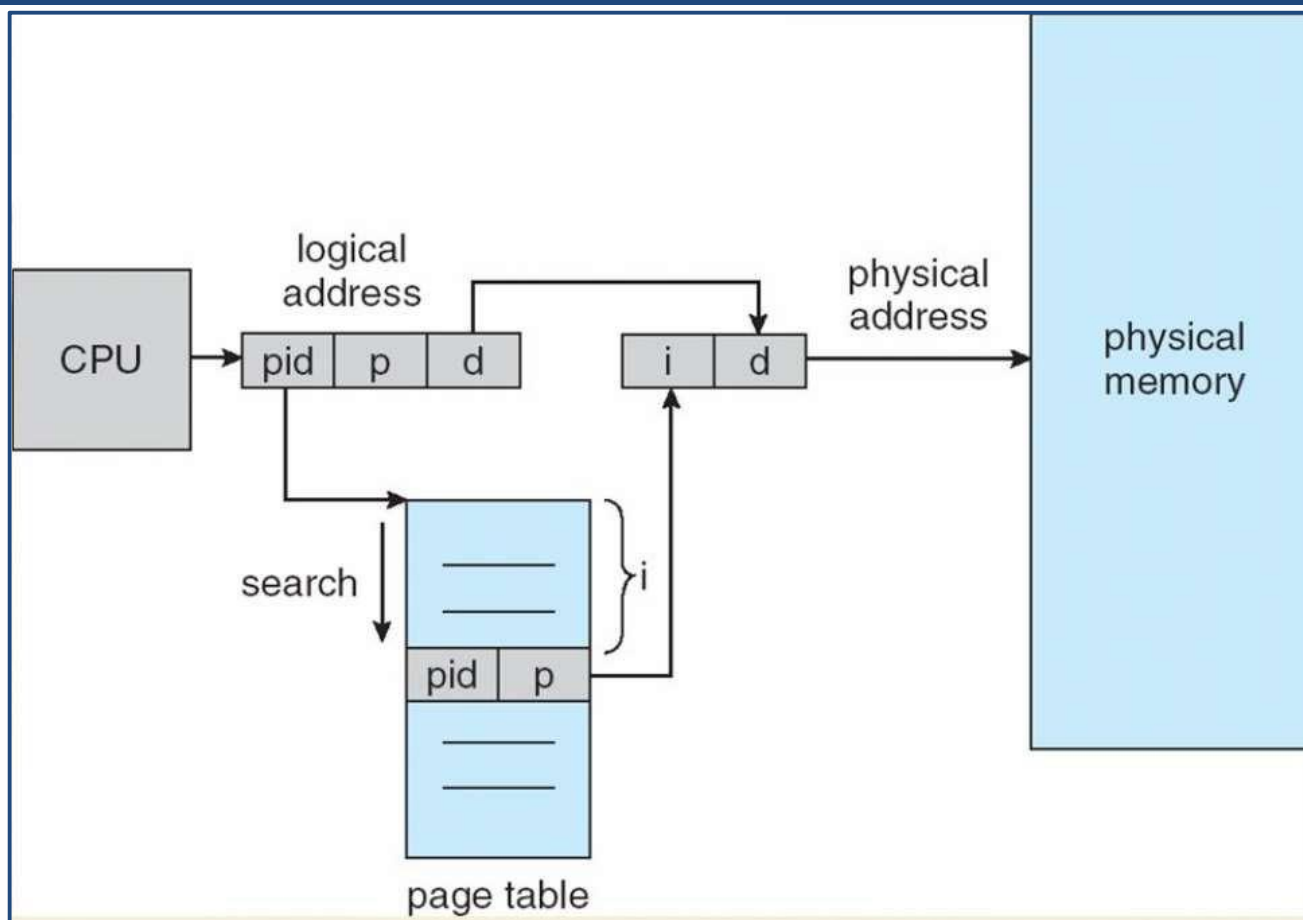 logical
address
physical
address
CPU
pid p d
i d
physical
memory
search
i
pid p
page table